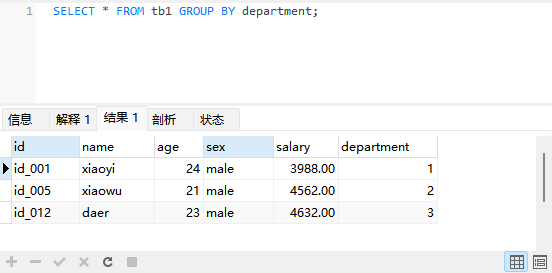 1 SELECT * FROM tb1 GROUP BY department;
信息 解释 1 结果 1 剖析 状态
id name age sex salary department
id_001 xiaoyi 24 male 3988.00 1
id_005 xiaowu 21 male 4562.00 2
id_012 daer 23 male 4632.00 3